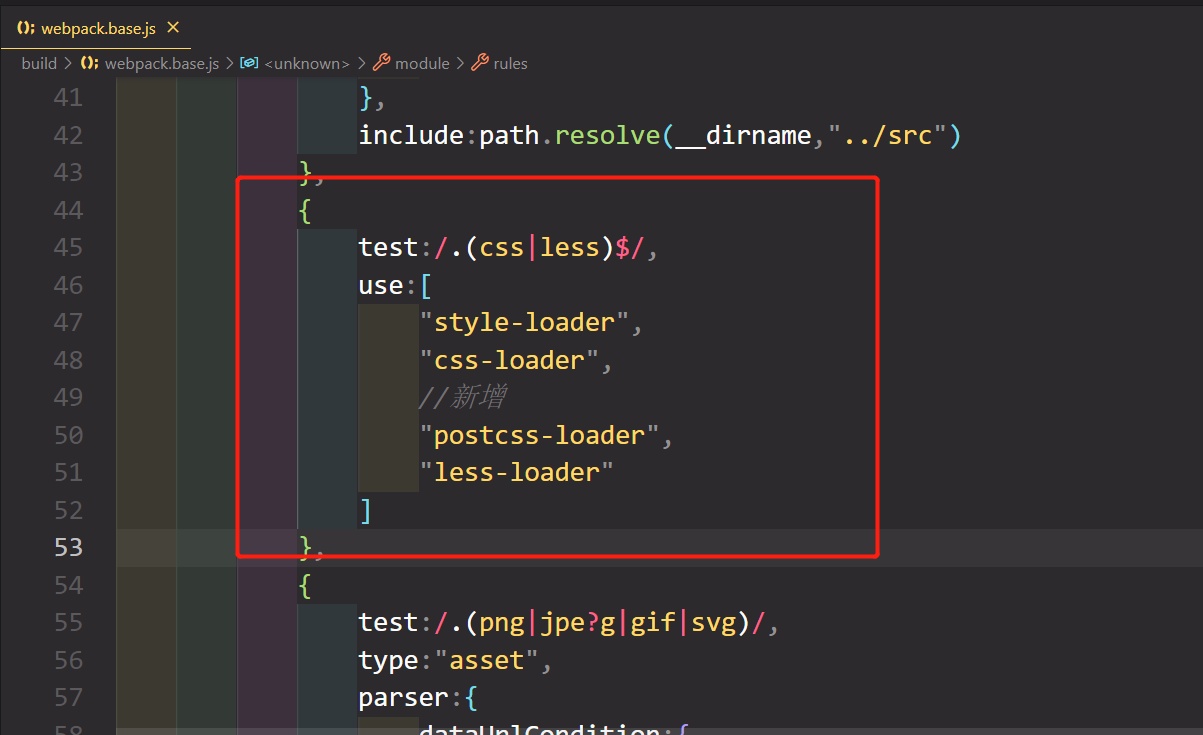 webpack.base.js
build > webpack.base.js > <unknown> > module > rules
41 },
42 include:path.resolve(__dirname,"../src")
43 },
44 {
45 test:/.(css|less)$/,
46 use:[
47 "style-loader",
48 "css-loader",
49 //新增
50 "postcss-loader",
51 "less-loader"
52 ]
53 },
54 {
55 test:/.(png|jpe?g|gif|svg)/,
56 type:"asset",
57 parser:{
58 dataUrlCondition:{